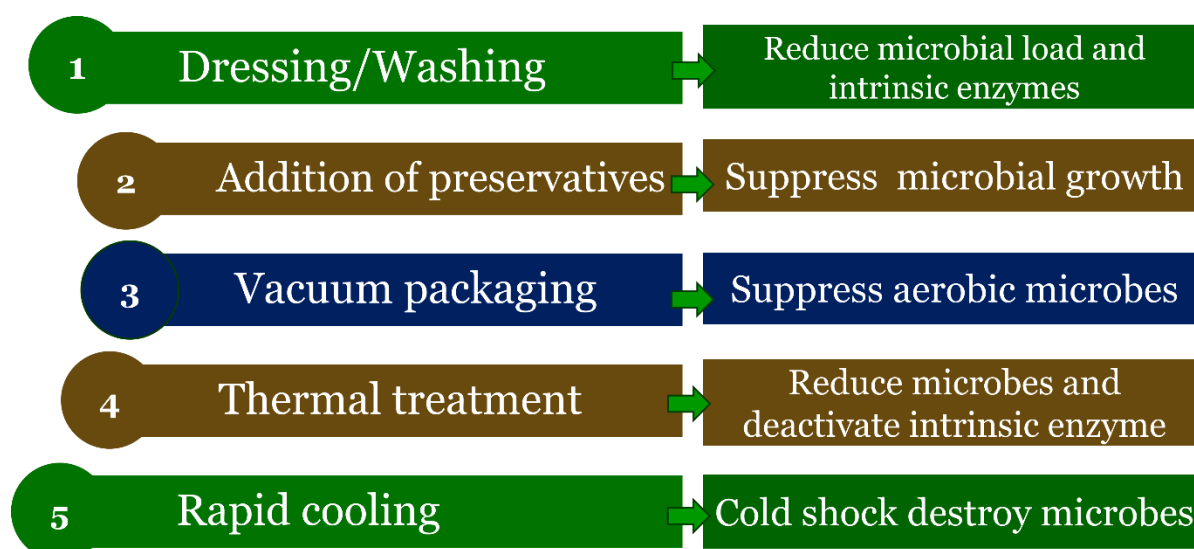 1
Dressing/Washing
Reduce microbial load and
intrinsic enzymes
2
Addition of preservatives
Suppress microbial growth
3
Vacuum packaging
Suppress aerobic microbes
4
Thermal treatment
Reduce microbes and
deactivate intrinsic enzyme
5
Rapid cooling
Cold shock destroy microbes